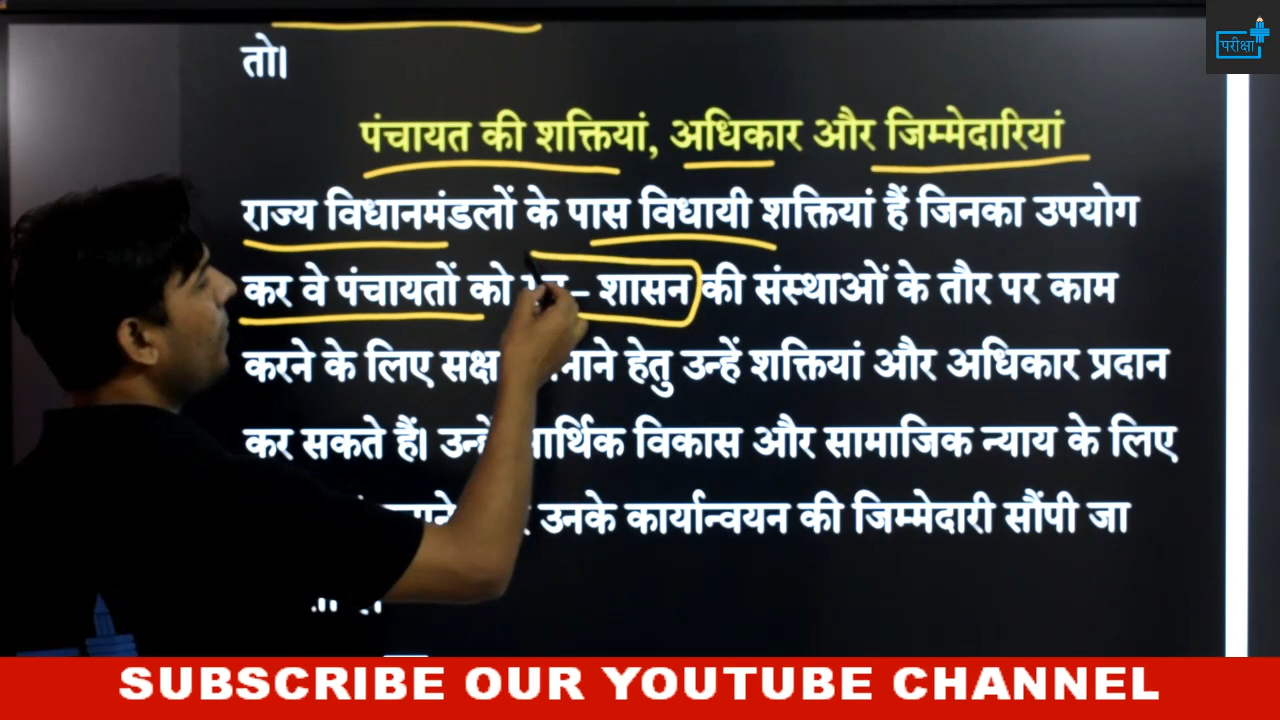 परीक्षा
तो।
पंचायत की शक्तियां, अधिकार और जिम्मेदारियां
राज्य विधानमंडलों के पास विधायी शक्तियां हैं जिनका उपयोग
कर वे पंचायतों को – शासन की संस्थाओं के तौर पर काम
करने के लिए हेतु उन्हें शक्तियां और अधिकार प्रदान
कर सकते हैं। उन्हें विकास और सामाजिक न्याय के लिए
उनके कार्यान्वयन की जिम्मेदारी सौंपी जा
SUBSCRIBE OUR YOUTUBE CHANNEL